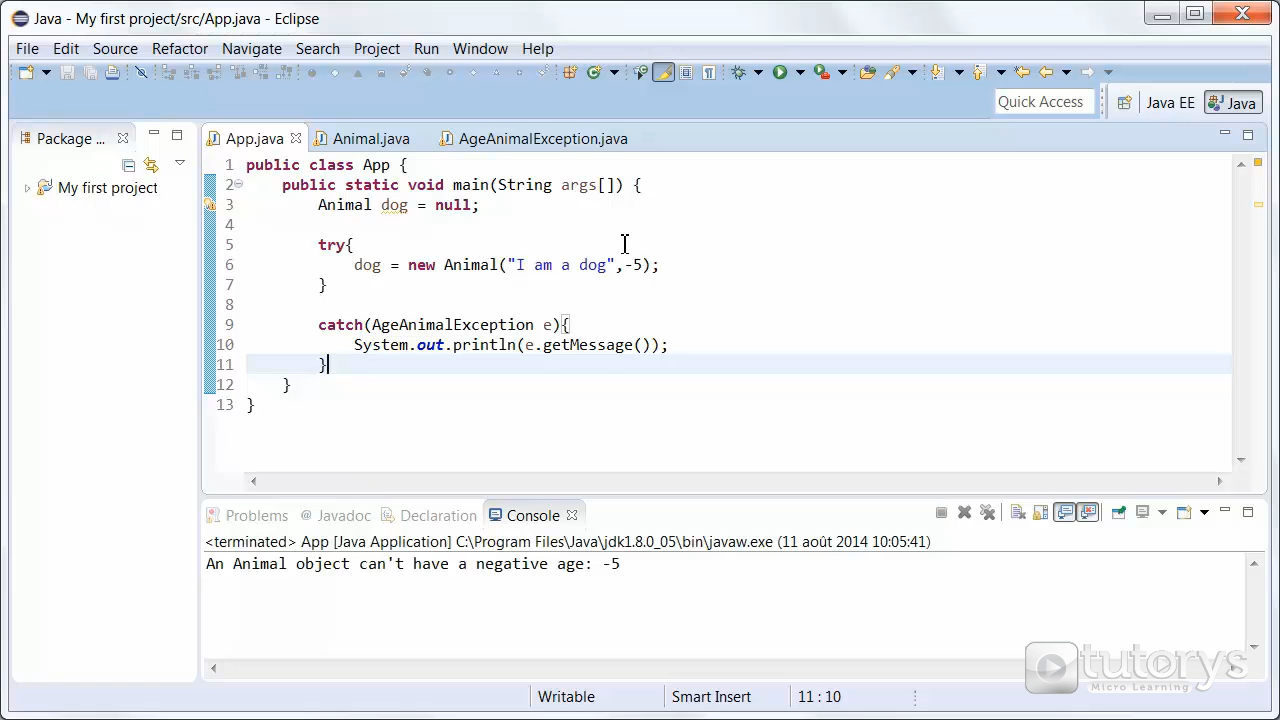 Java - My first project/src/App.java - Eclipse
File Edit Source Refactor Navigate Search Project Run Window Help
Quick Access Java EE Java
Package ... App.java Animal.java AgeAnimalException.java
My first project
1 public class App {
2 public static void main(String args[]) {
3 Animal dog = null;
4
5 try{
6 dog = new Animal("I am a dog",-5);
7 }
8
9 catch(AgeAnimalException e){
10 System.out.println(e.getMessage());
11 }
12 }
13 }
Problems @ Javadoc Declaration Console
<terminated> App [Java Application] C:\Program Files\Java\jdk1.8.0_05\bin\javaw.exe (11 août 2014 10:05:41)
An Animal object can't have a negative age: -5
tutorys
Micro Learning
Writable Smart Insert 11 : 10